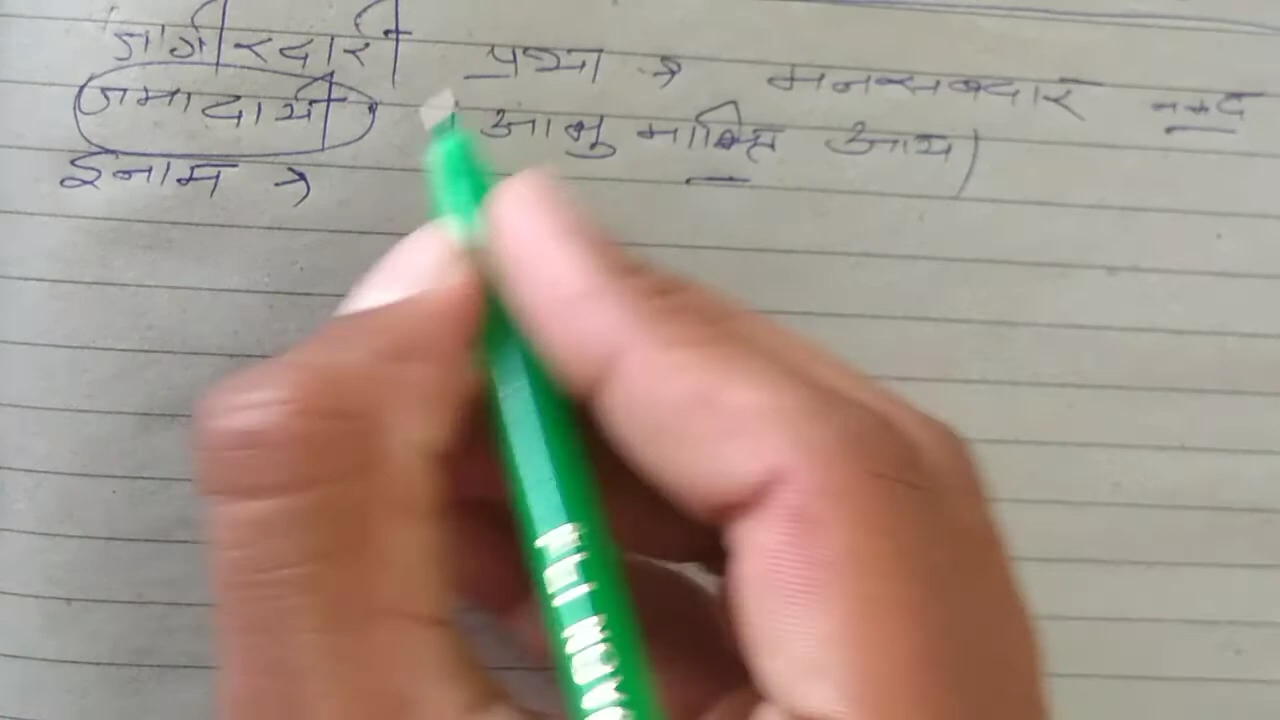 जागीरदारी प्रथा → मनसबदार नकद
जमादामी आनुमानित आय।
इनाम →